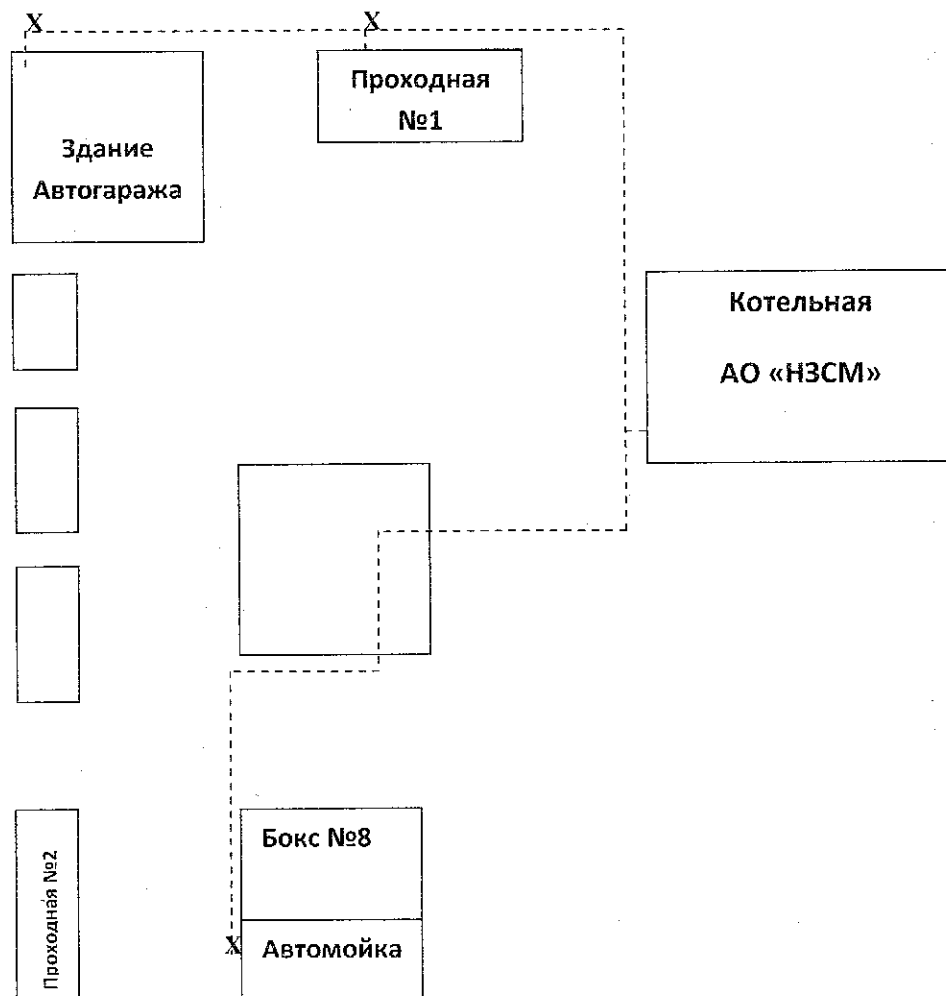 X
X
Проходная
№1
Здание
Автогаража
Котельная
АО «НЗСМ»
Бокс №8
Проходная №2
X
Автомойка